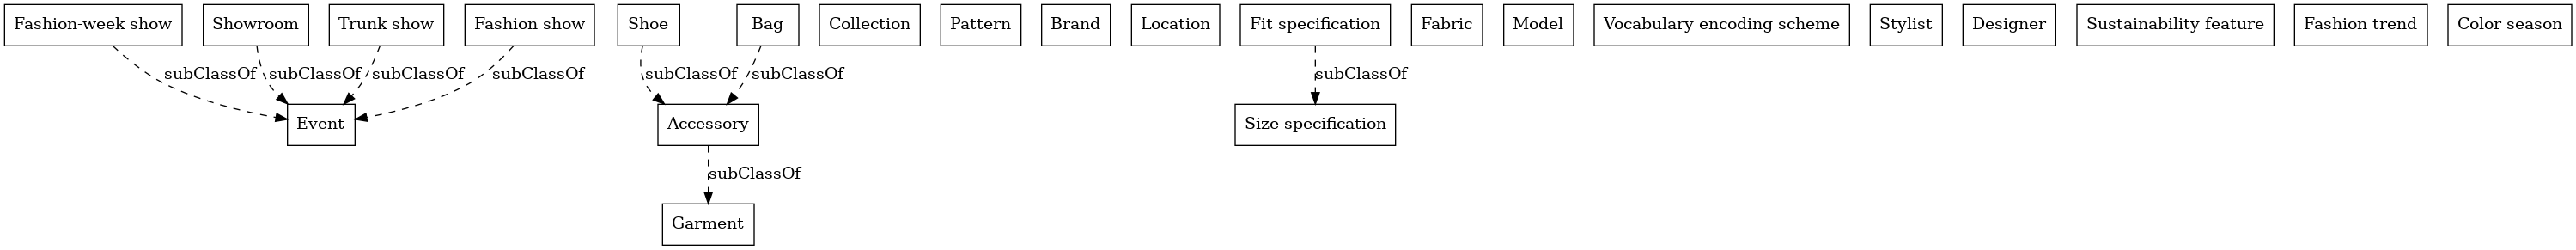 Fashion-week show
Showroom
Trunk show
Fashion show
Shoe
Bag
Collection
Pattern
Brand
Location
Fit specification
Fabric
Model
Vocabulary encoding scheme
Stylist
Designer
Sustainability feature
Fashion trend
Color season
subClassOf
subClassOf
subClassOf
subClassOf
subClassOf
subClassOf
subClassOf
Event
Accessory
Size specification
subClassOf
Garment